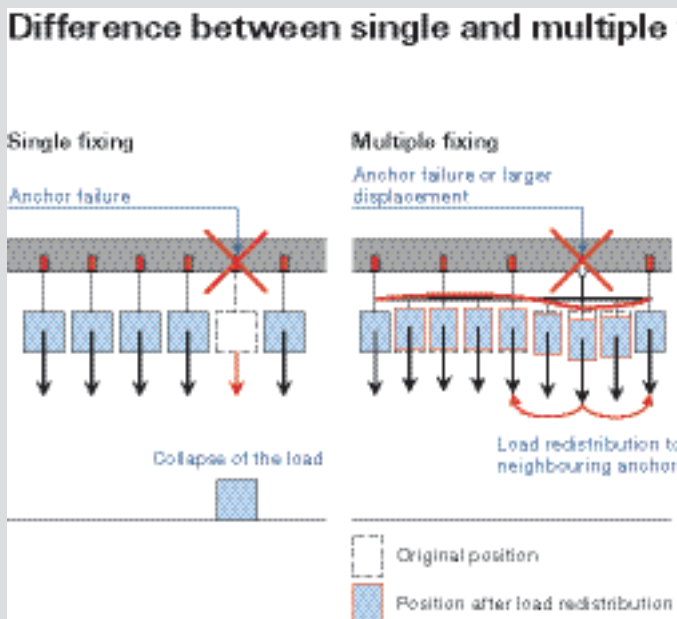 Difference between single and multiple
Single fixing
Anchor failure
Collapse of the load
Multiple fixing
Anchor failure or larger
displacement
Load redistribution to
neighbouring anchor
Original position
Position after load redistribution